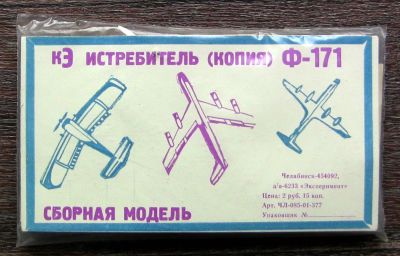 кЭ ИСТРЕБИТЕЛЬ (КОПИЯ) Ф-171
Челябинск-454092,
а/я-6233 «Эксперимент»
Цена: 2 руб. 15 коп.
Арт. ЧЛ-085-01-377
Упаковщик №
СБОРНАЯ МОДЕЛЬ